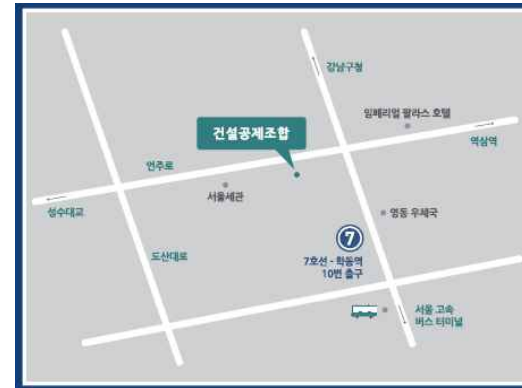 강남구청
임페리얼 팰라스 호텔
건설공제조합
역삼역
언주로
서울세관
성수대교
영동 우체국
7
도산대로
7호선 - 학동역
10번 출구
서울 고속
버스 터미널